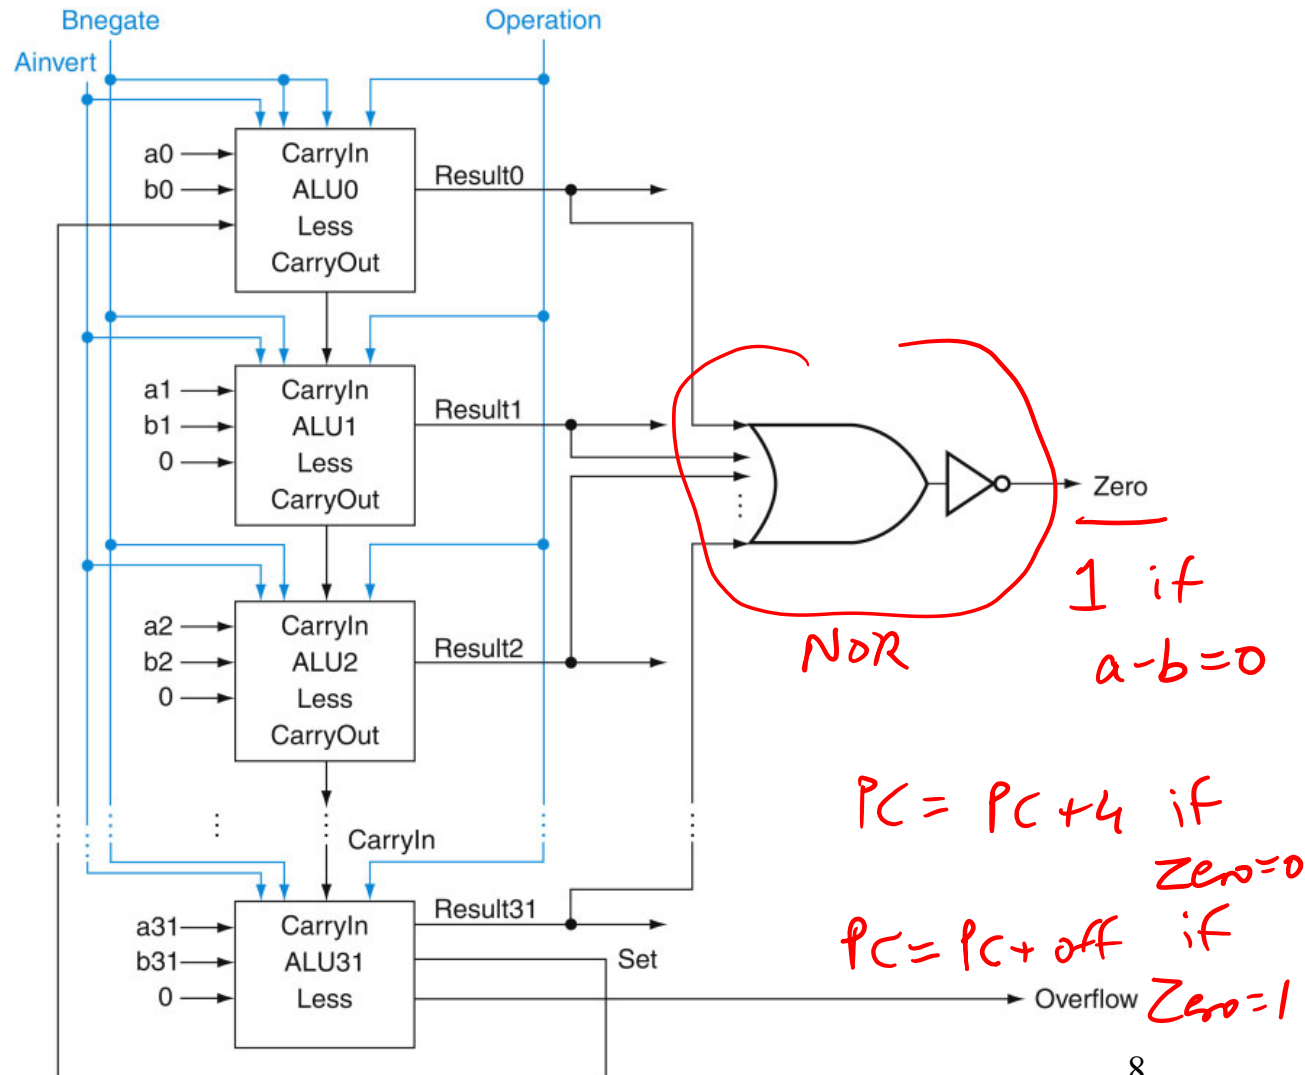 Bnegate
Operation
Ainvert
a0
b0
CarryIn
ALU0
Less
CarryOut
Result0
a1
b1
0
CarryIn
ALU1
Less
CarryOut
Result1
Zero
1 if
a-b=0
NOR
a2
b2
0
CarryIn
ALU2
Less
CarryOut
Result2
PC = PC +4 if
Zero=0
CarryIn
a31
b31
0
CarryIn
ALU31
Less
Result31
Set
PC = PC + off if
Zero=1
Overflow
8